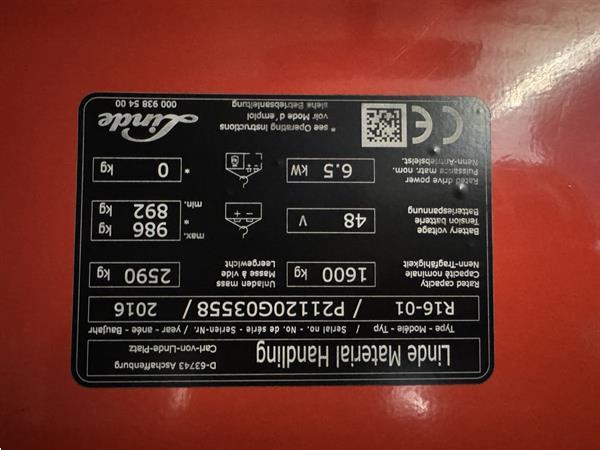 Linde Material Handling
D-63743 Aschaffenburg
Carl-von-Linde-Platz
Type - Modèle - Typ / Serial no. - No. de série - Serien-Nr. / year - année - Baujahr
R16-01 / P21120G03558 / 2016
Rated capacity
Capacité nominale
Nenn-Tragfähigkeit
1600 kg
Unladen mass
Masse à vide
Leergewicht
2590 kg
Battery voltage
Tension batterie
Batteriespannung
48 V
max. 986 kg
min. 892 kg
*
Rated drive power
Puissance motr. nom.
Nenn-Antriebsleist.
6.5 kW
* 0 kg
CE
* see Operating Instructions
voir Mode d'emploi
siehe Betriebsanleitung
Linde
000 938 54 00